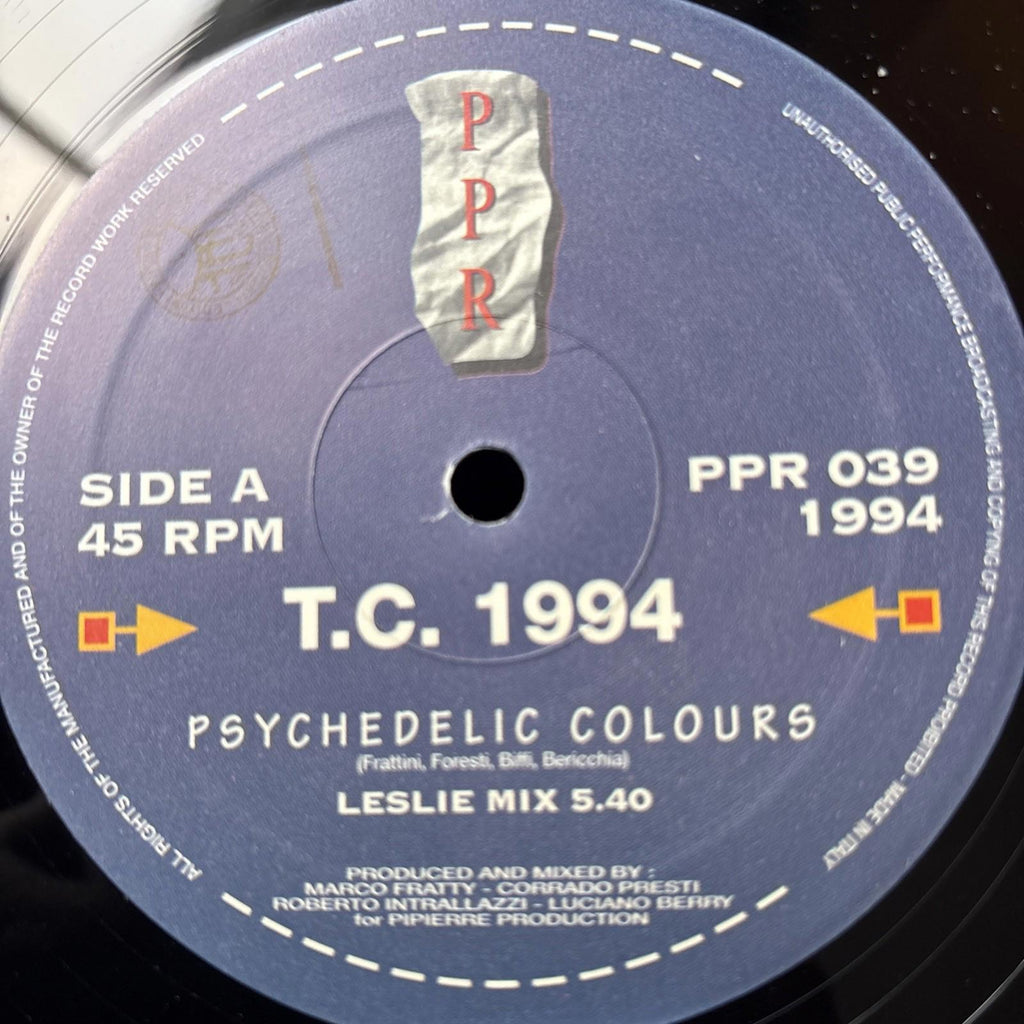 P
P
R
ALL RIGHTS OF THE MANUFACTURED AND OF THE OWNER OF THE RECORD WORK RESERVED
UNAUTHORISED PUBLIC PERFORMANCE BROADCASTING AND COPYING OF THIS RECORD PROHIBITED - MADE IN ITALY
SIDE A
45 RPM
PPR 039
1994
T.C. 1994
PSYCHEDELIC COLOURS
(Frattini, Foresti, Biffi, Bericchia)
LESLIE MIX 5.40
PRODUCED AND MIXED BY :
MARCO FRATTY - CORRADO PRESTI
ROBERTO INTRALLAZZI - LUCIANO BERRY
for PIPIERRE PRODUCTION